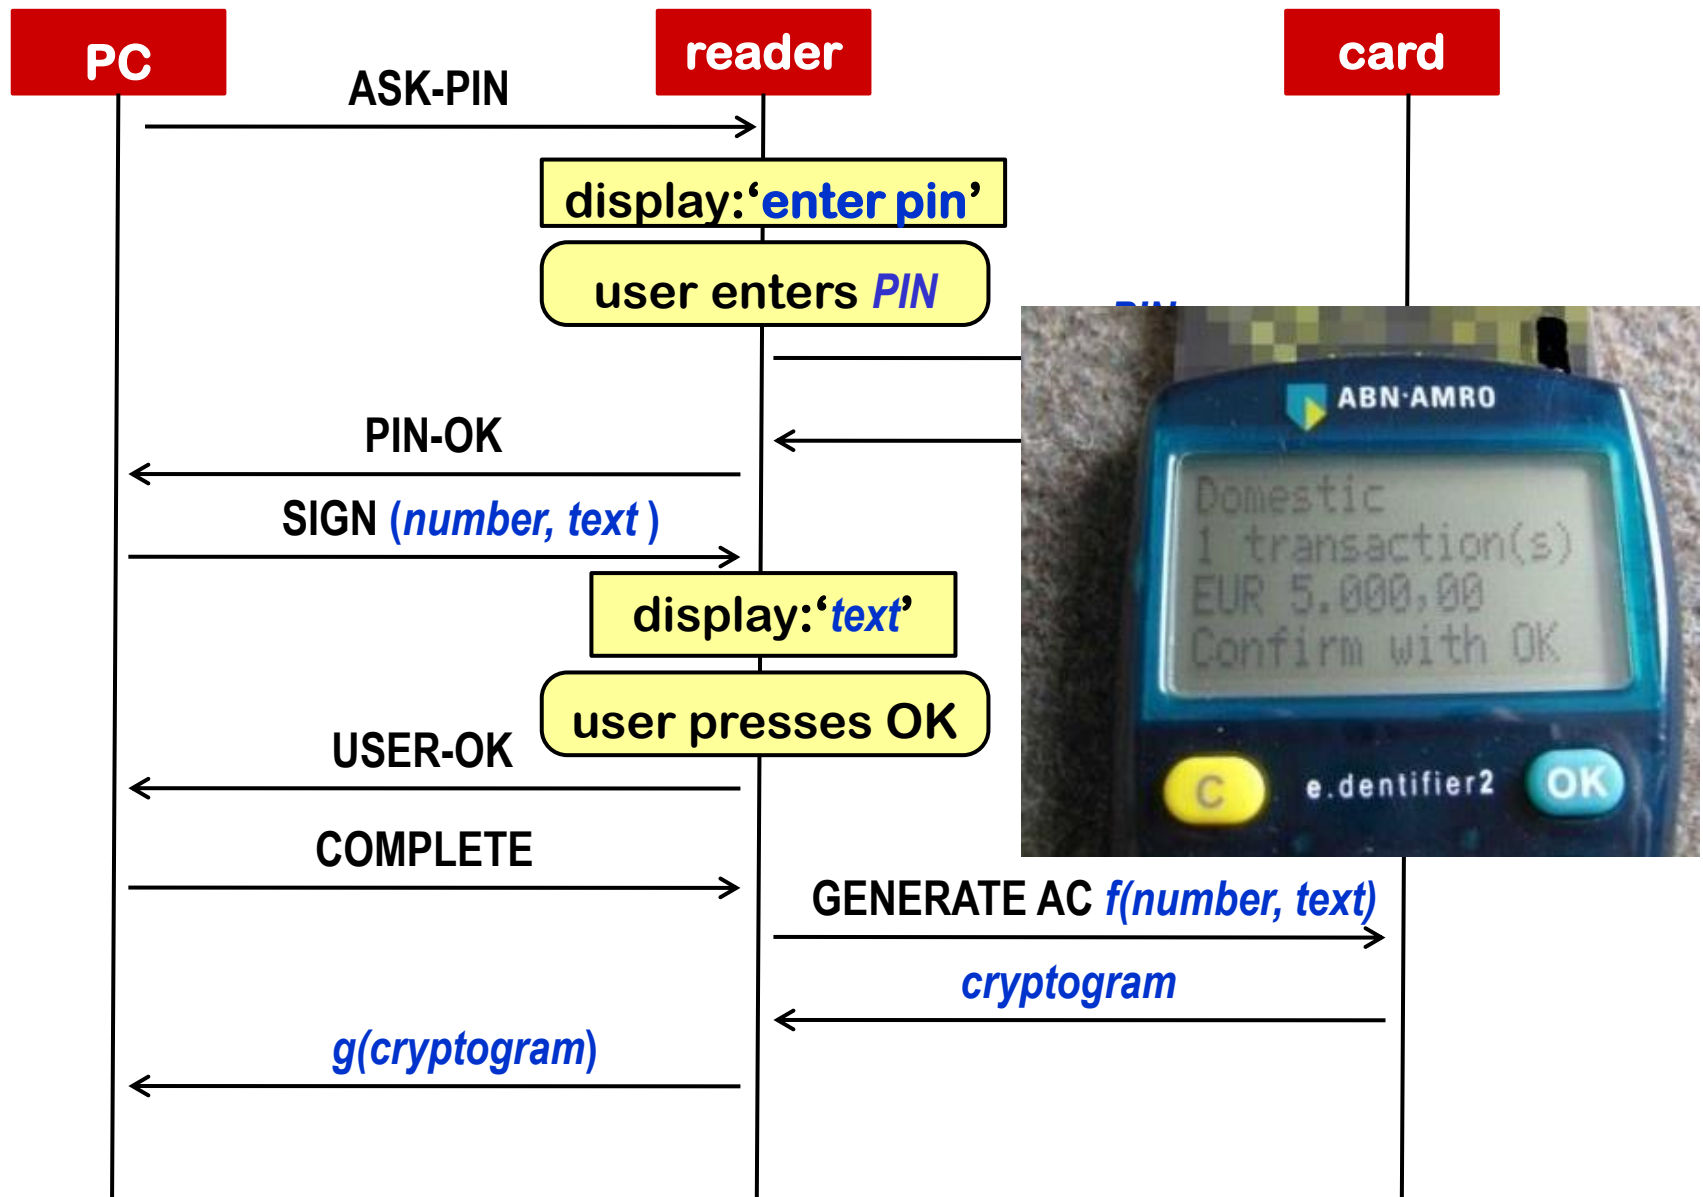 PC
reader
card
ASK-PIN
display:‘enter pin’
user enters PIN
PIN
ABN·AMRO
PIN-OK
Domestic
1 transaction(s)
EUR 5.000,00
Confirm with OK
SIGN (number, text )
display:‘text’
user presses OK
USER-OK
C
e.dentifier2
OK
COMPLETE
GENERATE AC f(number, text)
cryptogram
g(cryptogram)